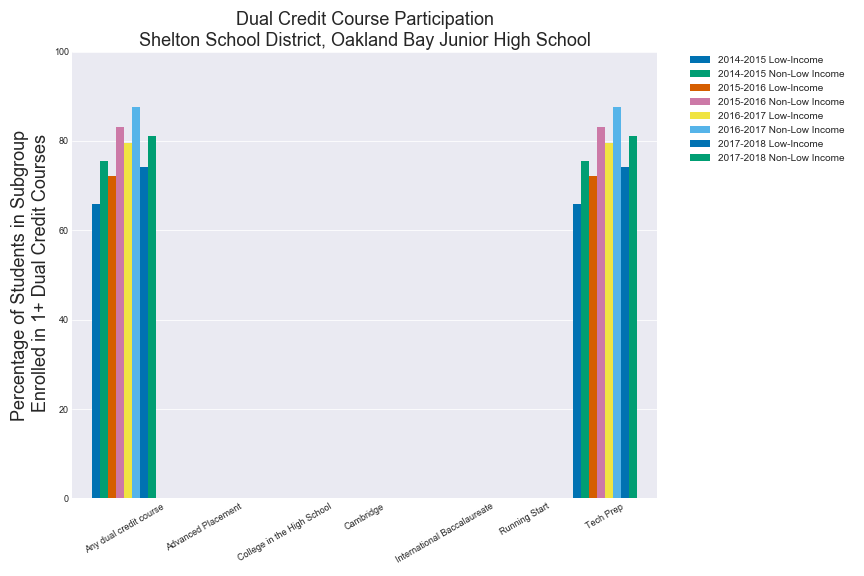 Dual Credit Course Participation
Shelton School District, Oakland Bay Junior High School
Percentage of Students in Subgroup
Enrolled in 1+ Dual Credit Courses
100
80
60
40
20
0
Any dual credit course
Advanced Placement
College in the High School
Cambridge
International Baccalaureate
Running Start
Tech Prep
2014-2015 Low-Income
2014-2015 Non-Low Income
2015-2016 Low-Income
2015-2016 Non-Low Income
2016-2017 Low-Income
2016-2017 Non-Low Income
2017-2018 Low-Income
2017-2018 Non-Low Income